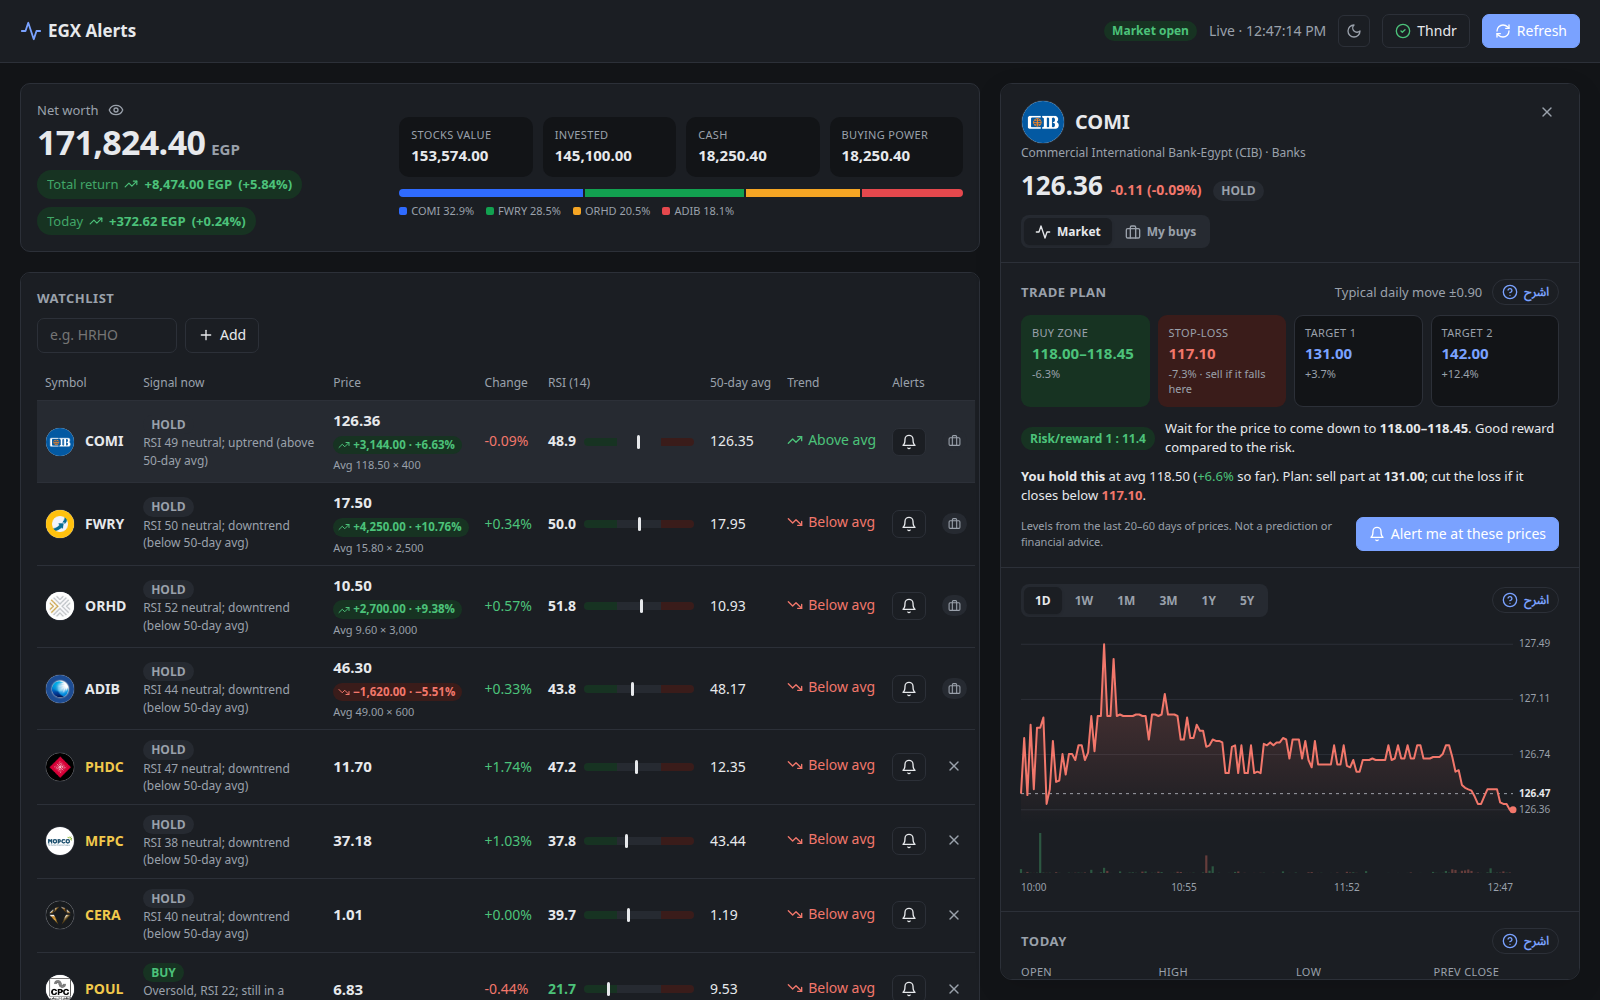 EGX Alerts
Market open
Live · 12:47:14 PM
Thndr
Refresh
Net worth
171,824.40 EGP
Total return +8,474.00 EGP (+5.84%)
Today +372.62 EGP (+0.24%)
STOCKS VALUE
153,574.00
INVESTED
145,100.00
CASH
18,250.40
BUYING POWER
18,250.40
COMI 32.9% FWRY 28.5% ORHD 20.5% ADIB 18.1%
WATCHLIST
e.g. HRHO
Add
Symbol Signal now Price Change RSI (14) 50-day avg Trend Alerts
CIB COMI
HOLD
RSI 49 neutral; uptrend (above
50-day avg)
126.36
+3,144.00 · +6.63%
Avg 118.50 × 400
-0.09% 48.9 126.35 Above avg
FWRY
HOLD
RSI 50 neutral; downtrend
(below 50-day avg)
17.50
+4,250.00 · +10.76%
Avg 15.80 × 2,500
+0.34% 50.0 17.95 Below avg
ORHD
HOLD
RSI 52 neutral; downtrend
(below 50-day avg)
10.50
+2,700.00 · +9.38%
Avg 9.60 × 3,000
+0.57% 51.8 10.93 Below avg
ADIB
HOLD
RSI 44 neutral; downtrend
(below 50-day avg)
46.30
−1,620.00 · −5.51%
Avg 49.00 × 600
+0.33% 43.8 48.17 Below avg
PHDC
HOLD
RSI 47 neutral; downtrend
(below 50-day avg)
11.70 +1.74% 47.2 12.35 Below avg
MOPCO MFPC
HOLD
RSI 38 neutral; downtrend
(below 50-day avg)
37.18 +1.03% 37.8 43.44 Below avg
CERA
HOLD
RSI 40 neutral; downtrend
(below 50-day avg)
1.01 +0.00% 39.7 1.19 Below avg
CPC POUL
BUY
Oversold, RSI 22; still in a
6.83 -0.44% 21.7 9.53 Below avg
CIB COMI
Commercial International Bank-Egypt (CIB) · Banks
126.36 -0.11 (-0.09%) HOLD
Market My buys
TRADE PLAN
Typical daily move ±0.90
اشرح
BUY ZONE
118.00–118.45
-6.3%
STOP-LOSS
117.10
-7.3% · sell if it falls
here
TARGET 1
131.00
+3.7%
TARGET 2
142.00
+12.4%
Risk/reward 1 : 11.4
Wait for the price to come down to 118.00–118.45. Good reward
compared to the risk.
You hold this at avg 118.50 (+6.6% so far). Plan: sell part at 131.00; cut the loss if it
closes below 117.10.
Levels from the last 20–60 days of prices. Not a prediction or
financial advice.
Alert me at these prices
1D 1W 1M 3M 1Y 5Y
اشرح
127.49
127.11
126.74
126.47
126.36
10:00 10:55 11:52 12:47
TODAY
اشرح
OPEN HIGH LOW PREV CLOSE